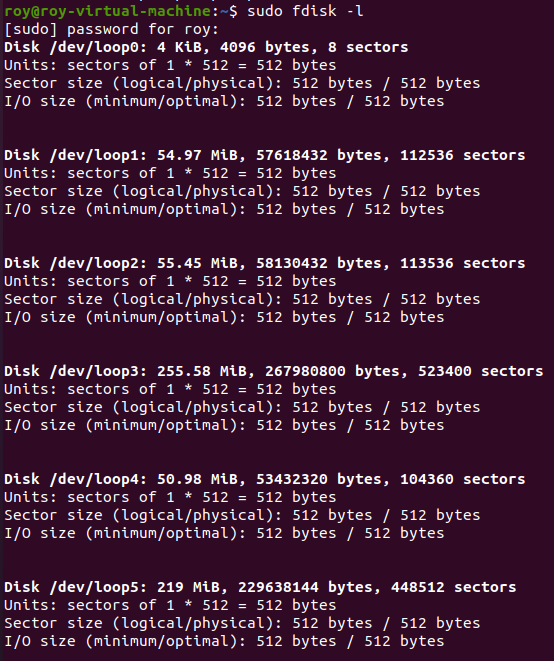 roy@roy-virtual-machine:~$ sudo fdisk -l
[sudo] password for roy:
Disk /dev/loop0: 4 KiB, 4096 bytes, 8 sectors
Units: sectors of 1 * 512 = 512 bytes
Sector size (logical/physical): 512 bytes / 512 bytes
I/O size (minimum/optimal): 512 bytes / 512 bytes
Disk /dev/loop1: 54.97 MiB, 57618432 bytes, 112536 sectors
Units: sectors of 1 * 512 = 512 bytes
Sector size (logical/physical): 512 bytes / 512 bytes
I/O size (minimum/optimal): 512 bytes / 512 bytes
Disk /dev/loop2: 55.45 MiB, 58130432 bytes, 113536 sectors
Units: sectors of 1 * 512 = 512 bytes
Sector size (logical/physical): 512 bytes / 512 bytes
I/O size (minimum/optimal): 512 bytes / 512 bytes
Disk /dev/loop3: 255.58 MiB, 267980800 bytes, 523400 sectors
Units: sectors of 1 * 512 = 512 bytes
Sector size (logical/physical): 512 bytes / 512 bytes
I/O size (minimum/optimal): 512 bytes / 512 bytes
Disk /dev/loop4: 50.98 MiB, 53432320 bytes, 104360 sectors
Units: sectors of 1 * 512 = 512 bytes
Sector size (logical/physical): 512 bytes / 512 bytes
I/O size (minimum/optimal): 512 bytes / 512 bytes
Disk /dev/loop5: 219 MiB, 229638144 bytes, 448512 sectors
Units: sectors of 1 * 512 = 512 bytes
Sector size (logical/physical): 512 bytes / 512 bytes
I/O size (minimum/optimal): 512 bytes / 512 bytes